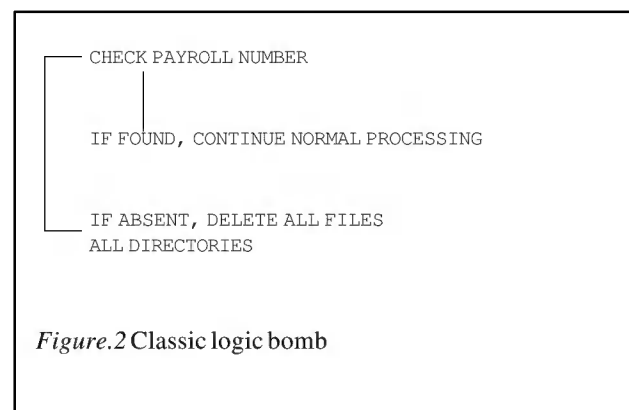 CHECK PAYROLL NUMBER
IF FOUND, CONTINUE NORMAL PROCESSING
IF ABSENT, DELETE ALL FILES
ALL DIRECTORIES
Figure.2 Classic logic bomb